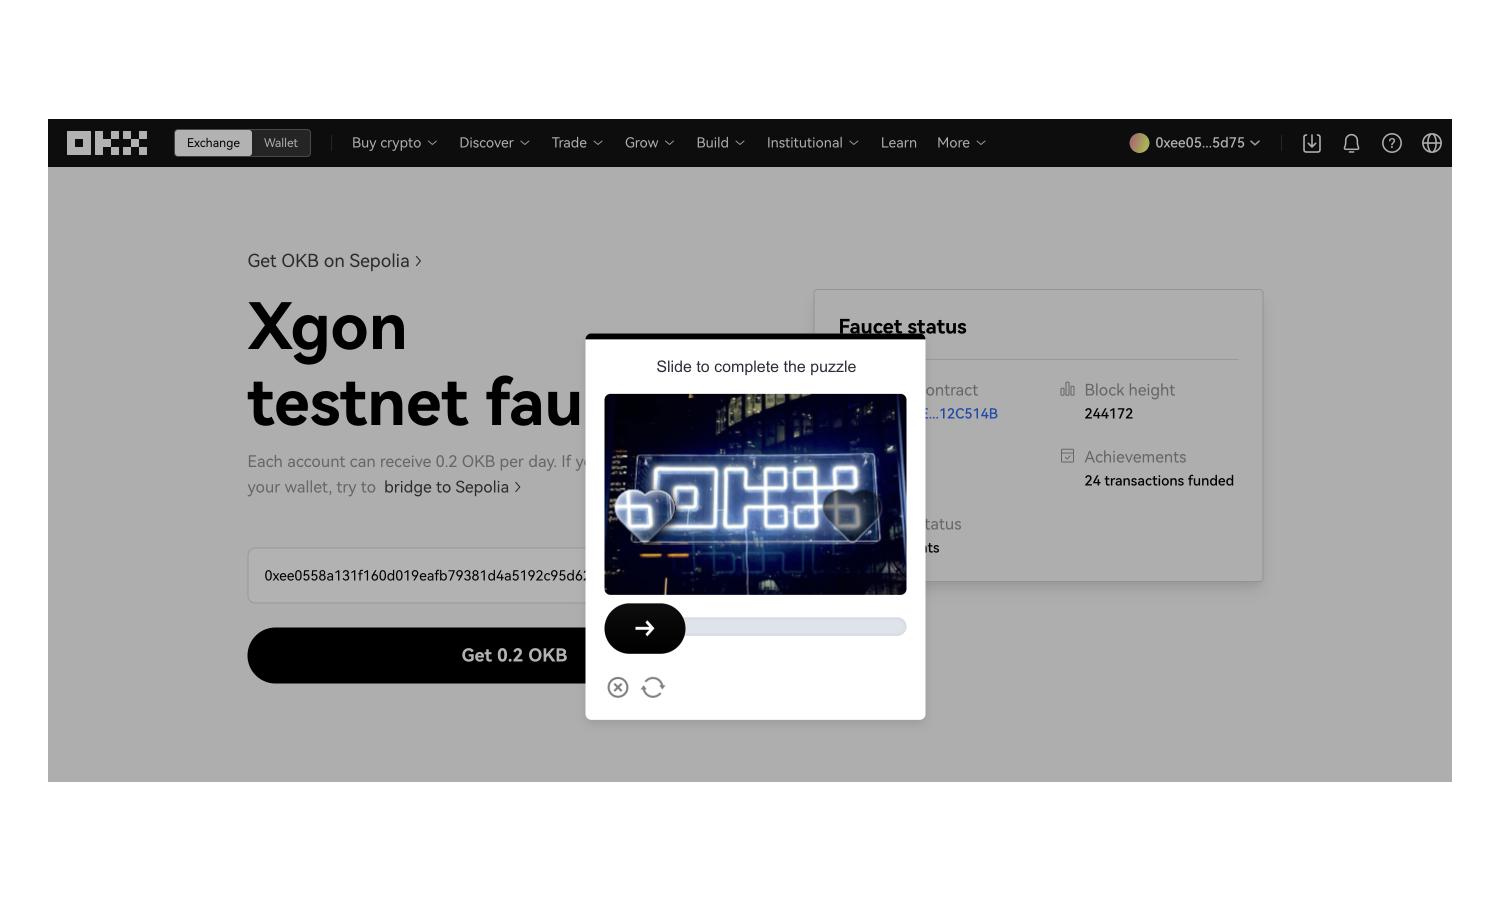 OKX
Exchange Wallet Buy crypto Discover Trade Grow Build Institutional Learn More 0xee05...5d75
Get OKB on Sepolia
Xgon
testnet fau
Each account can receive 0.2 OKB per day. If
your wallet, try to bridge to Sepolia
0xee0558a131f160d019eafb79381d4a5192c95d62
Get 0.2 OKB
Slide to complete the puzzle
OKX
Faucet status
ontract
...12C514B
Block height
244172
Achievements
24 transactions funded
tatus